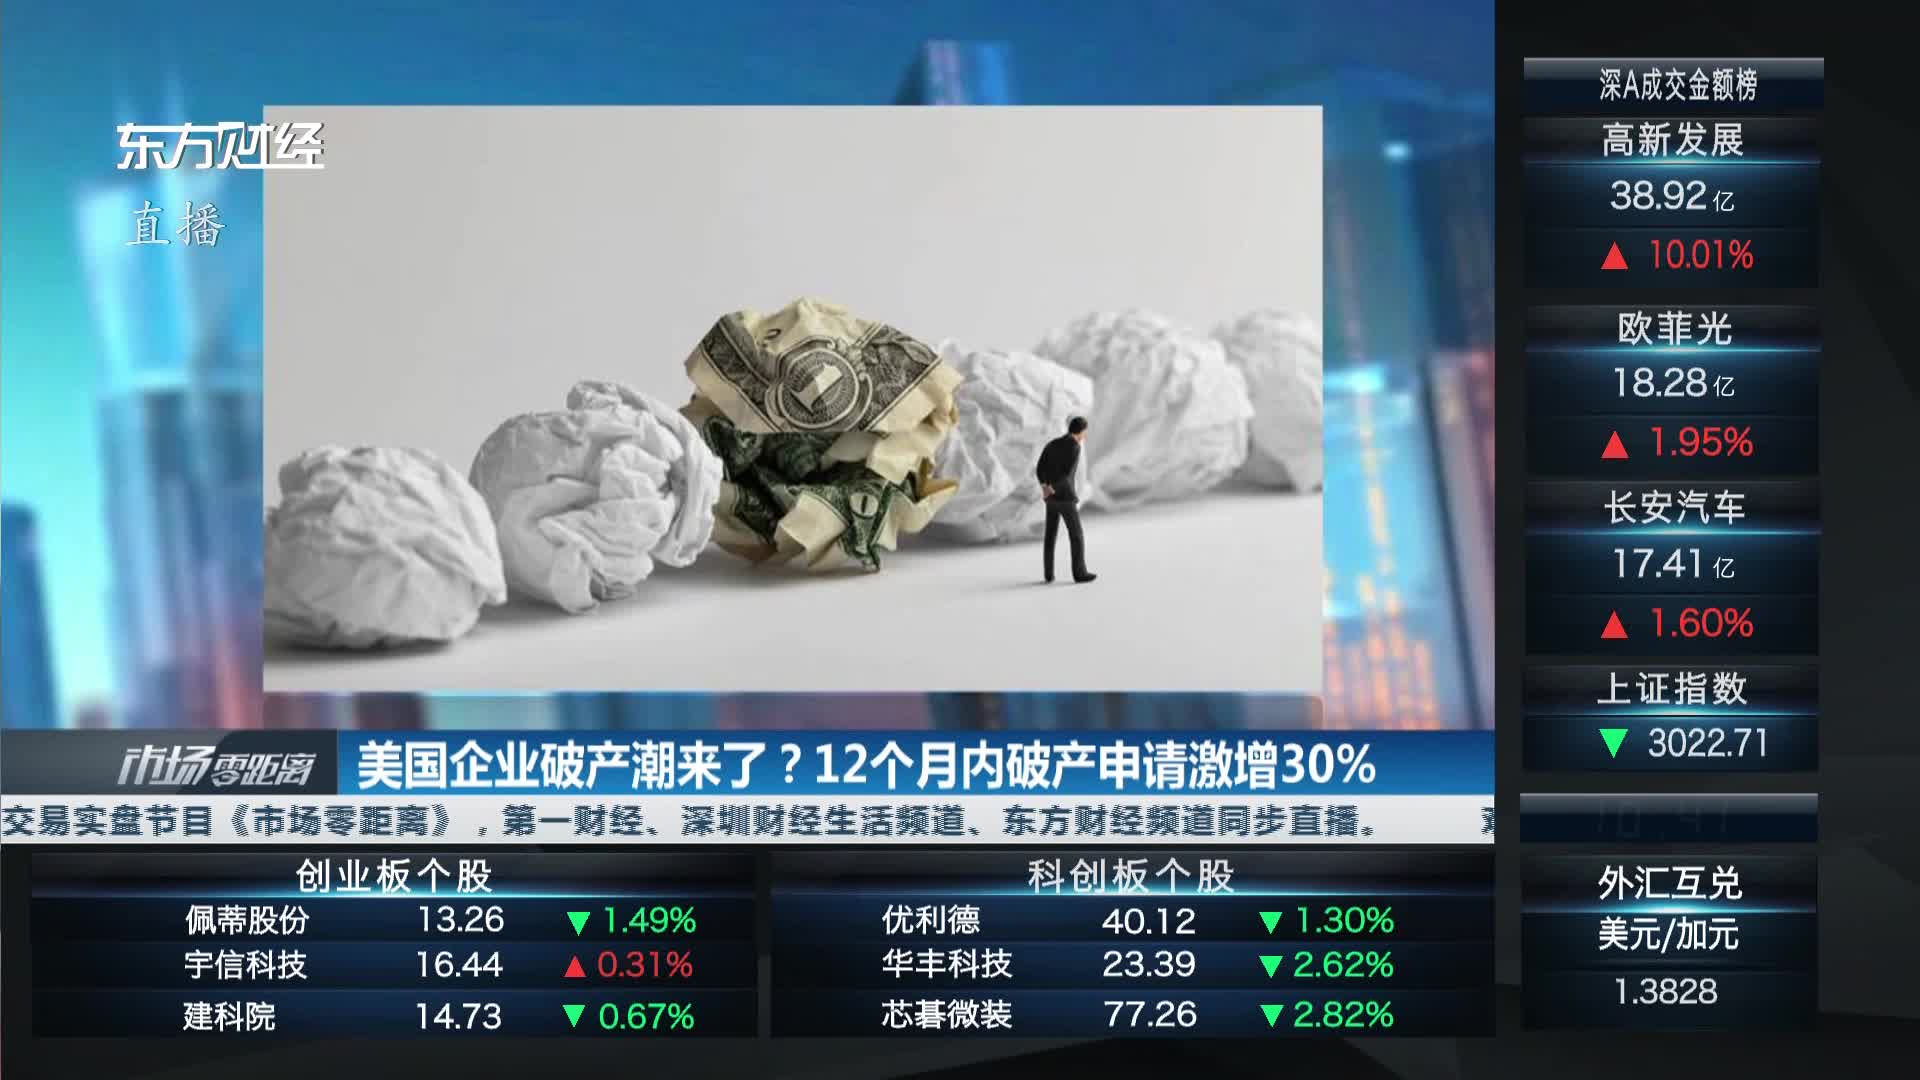 东方财经
直播
市场零距离
美国企业破产潮来了？12个月内破产申请激增30%
交易实盘节目《市场零距离》，第一财经、深圳财经生活频道、东方财经频道同步直播。
创业板个股
佩蒂股份 13.26 ▼ 1.49%
宇信科技 16.44 ▲ 0.31%
建科院 14.73 ▼ 0.67%
科创板个股
优利德 40.12 ▼ 1.30%
华丰科技 23.39 ▼ 2.62%
芯碁微装 77.26 ▼ 2.82%
深A成交金额榜
高新发展
38.92亿
▲ 10.01%
欧菲光
18.28亿
▲ 1.95%
长安汽车
17.41亿
▲ 1.60%
上证指数
▼ 3022.71
外汇互兑
美元/加元
1.3828